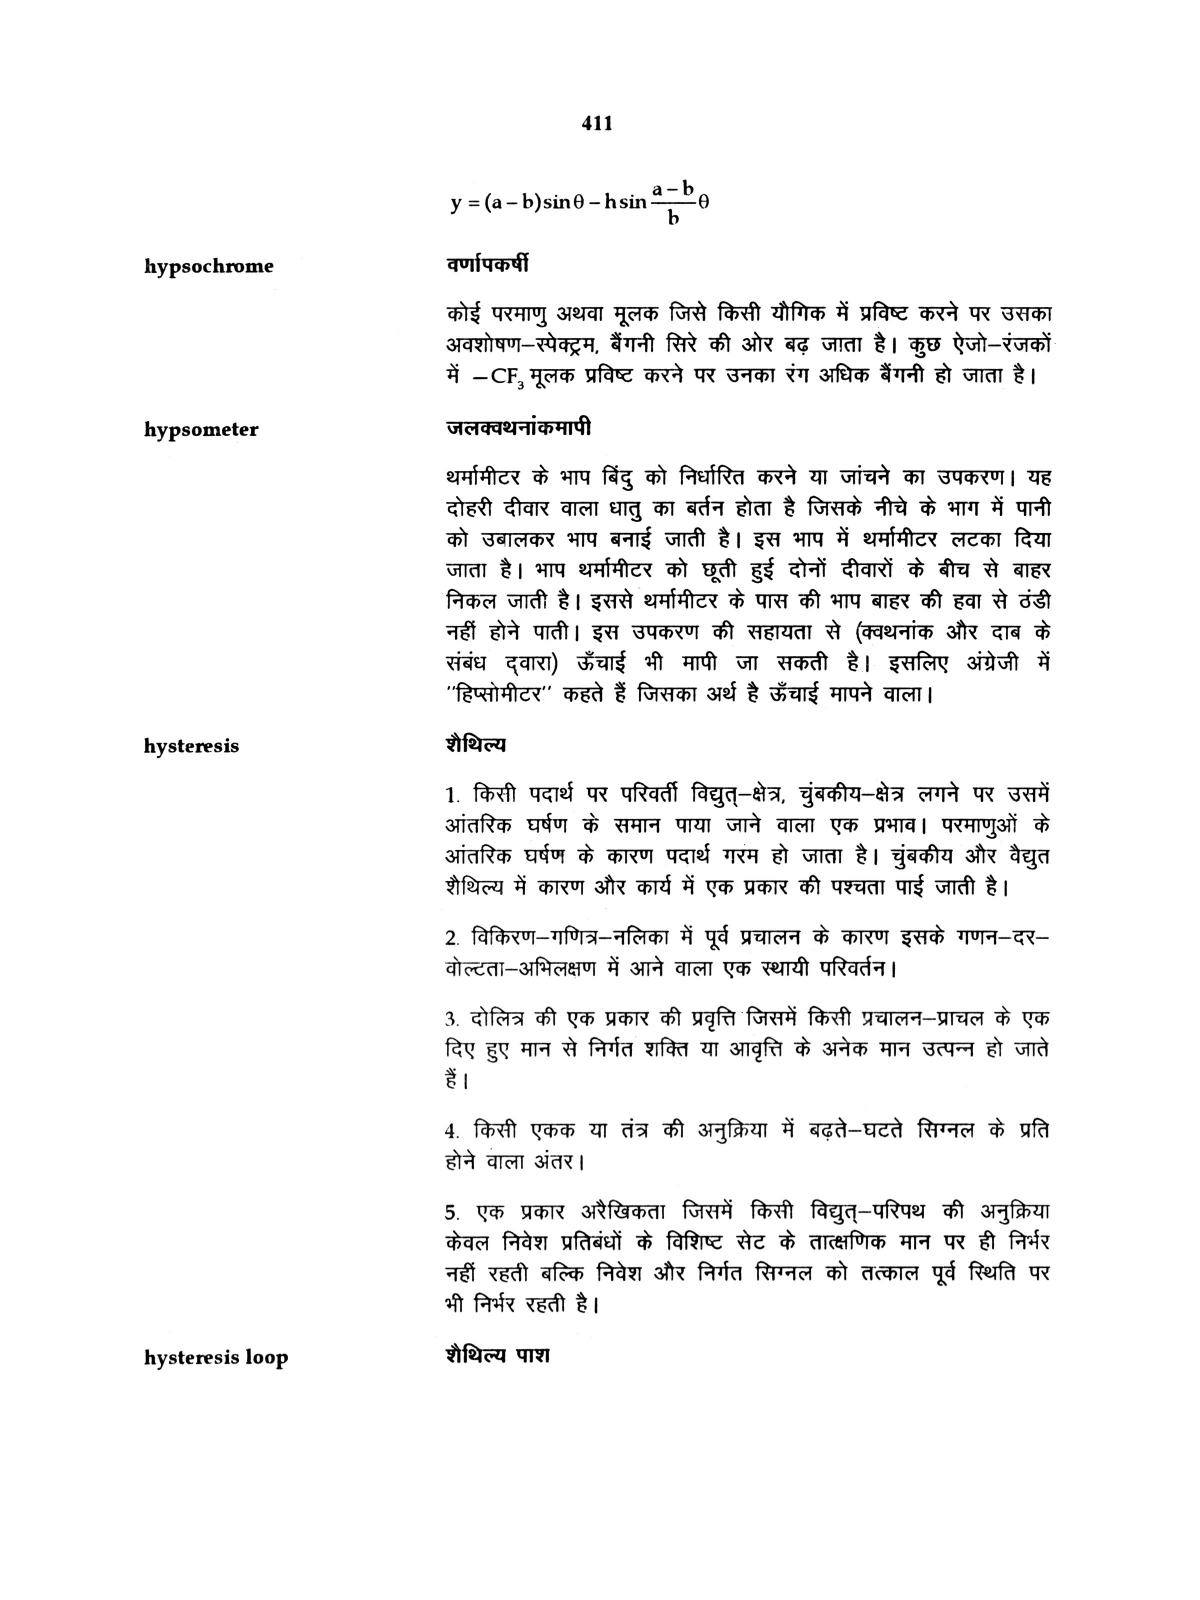 411
y = (a – b) sin θ – h sin (a – b)/b θ
hypsochrome
वर्णापकर्षी
कोई परमाणु अथवा मूलक जिसे किसी यौगिक में प्रविष्ट करने पर उसका
अवशोषण–स्पेक्ट्रम, बैंगनी सिरे की ओर बढ़ जाता है। कुछ ऐज़ो–रंजकों
में –CF₃ मूलक प्रविष्ट करने पर उनका रंग अधिक बैंगनी हो जाता है।
hypsometer
जलक्वथनांकमापी
थर्मामीटर के भाप बिंदु को निर्धारित करने या जांचने का उपकरण। यह
दोहरी दीवार वाला धातु का बर्तन होता है जिसके नीचे के भाग में पानी
को उबालकर भाप बनाई जाती है। इस भाप में थर्मामीटर लटका दिया
जाता है। भाप थर्मामीटर को छूती हुई दोनों दीवारों के बीच से बाहर
निकल जाती है। इससे थर्मामीटर के पास की भाप बाहर की हवा से ठंडी
नहीं होने पाती। इस उपकरण की सहायता से (क्वथनांक और दाब के
संबंध द्वारा) ऊँचाई भी मापी जा सकती है। इसलिए अंग्रेजी में
"हिप्सोमीटर" कहते हैं जिसका अर्थ है ऊँचाई मापने वाला।
hysteresis
शैथिल्य
1. किसी पदार्थ पर परिवर्ती विद्युत्–क्षेत्र, चुंबकीय–क्षेत्र लगने पर उसमें
आंतरिक घर्षण के समान पाया जाने वाला एक प्रभाव। परमाणुओं के
आंतरिक घर्षण के कारण पदार्थ गरम हो जाता है। चुंबकीय और वैद्युत
शैथिल्य में कारण और कार्य में एक प्रकार की पश्चता पाई जाती है।
2. विकिरण–गणित्र–नलिका में पूर्व प्रचालन के कारण इसके गणन–दर–
वोल्टता–अभिलक्षण में आने वाला एक स्थायी परिवर्तन।
3. दोलित्र की एक प्रकार की प्रवृत्ति जिसमें किसी प्रचालन–प्राचल के एक
दिए हुए मान से निर्गत शक्ति या आवृत्ति के अनेक मान उत्पन्न हो जाते
हैं।
4. किसी एकक या तंत्र की अनुक्रिया में बढ़ते–घटते सिग्नल के प्रति
होने वाला अंतर।
5. एक प्रकार अरैखिकता जिसमें किसी विद्युत्–परिपथ की अनुक्रिया
केवल निवेश प्रतिबंधों के विशिष्ट सेट के तात्क्षणिक मान पर ही निर्भर
नहीं रहती बल्कि निवेश और निर्गत सिग्नल को तत्काल पूर्व स्थिति पर
भी निर्भर रहती है।
hysteresis loop
शैथिल्य पाश